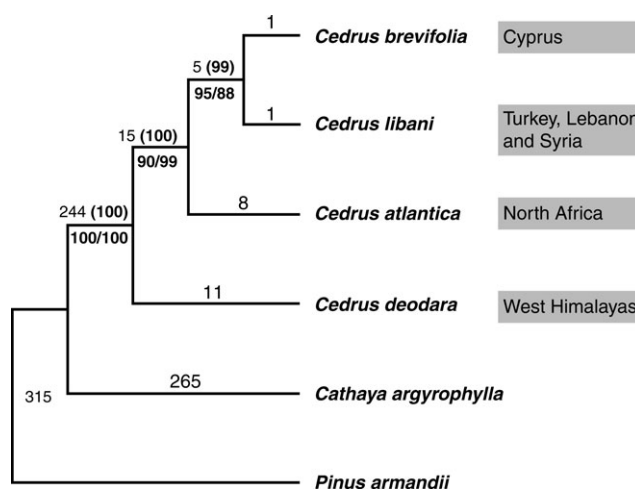 1
Cedrus brevifolia
Cyprus
5 (99)
95/88
1
Cedrus libani
Turkey, Lebanon
and Syria
15 (100)
90/99
8
Cedrus atlantica
North Africa
244 (100)
100/100
11
Cedrus deodara
West Himalayas
265
Cathaya argyrophylla
315
Pinus armandii